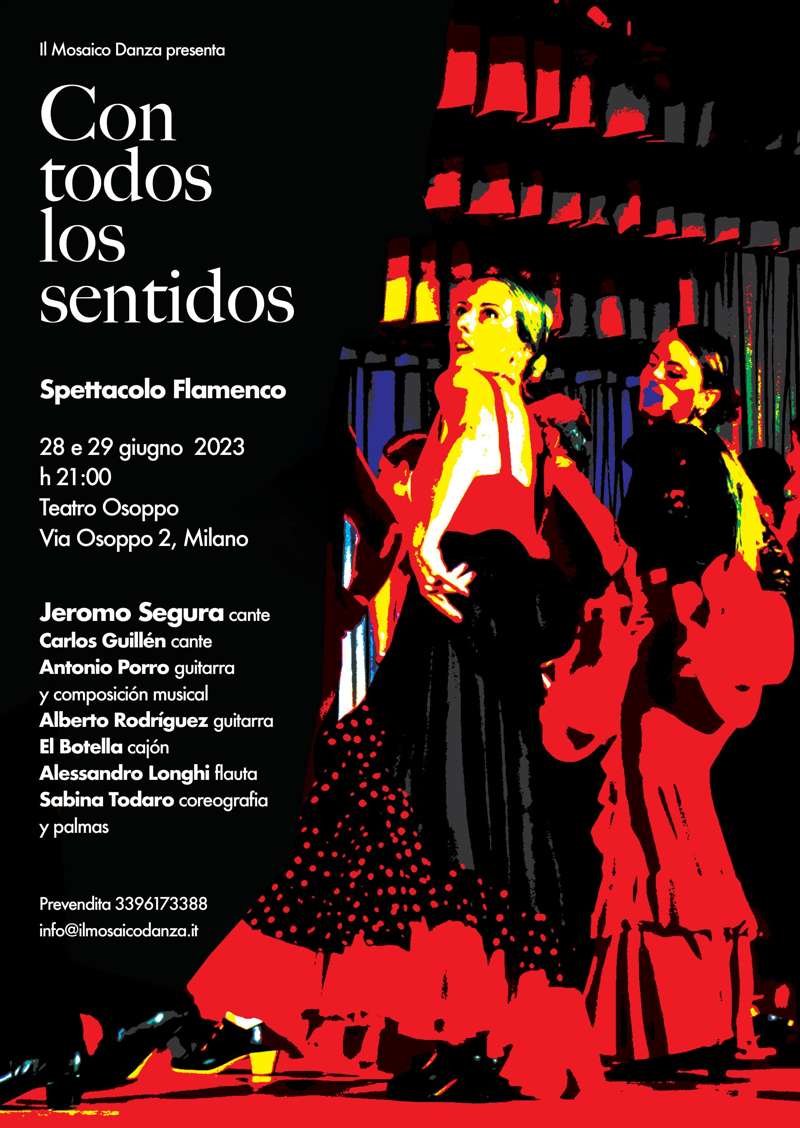 Il Mosaico Danza presenta
Con
todos
los
sentidos
Spettacolo Flamenco
28 e 29 giugno 2023
h 21:00
Teatro Osoppo
Via Osoppo 2, Milano
Jeromo Segura cante
Carlos Guillén cante
Antonio Porro guitarra
y composición musical
Alberto Rodríguez guitarra
El Botella cajón
Alessandro Longhi flauta
Sabina Todaro coreografia
y palmas
Prevendita 3396173388
info@ilmosaicodanza.it